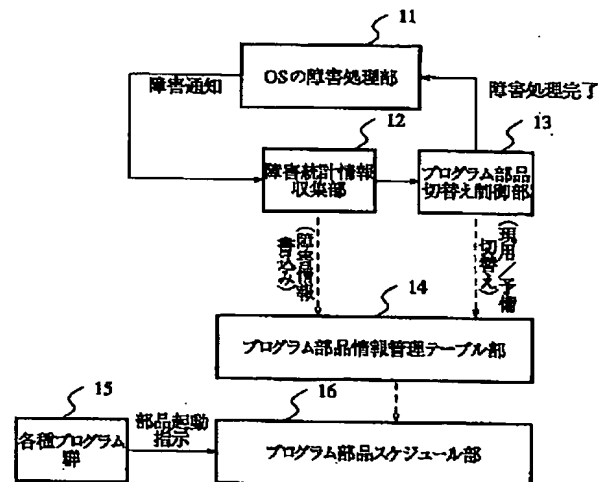 11
OSの障害処理部
障害通知
障害処理完了
12
13
障害統計情報
収集部
プログラム部品
切替え制御部
(障害情報
書込み)
(現用/予備
切替え)
14
プログラム部品情報管理テーブル部
15
16
各種プログラム
群
部品起動
指示
プログラム部品スケジュール部